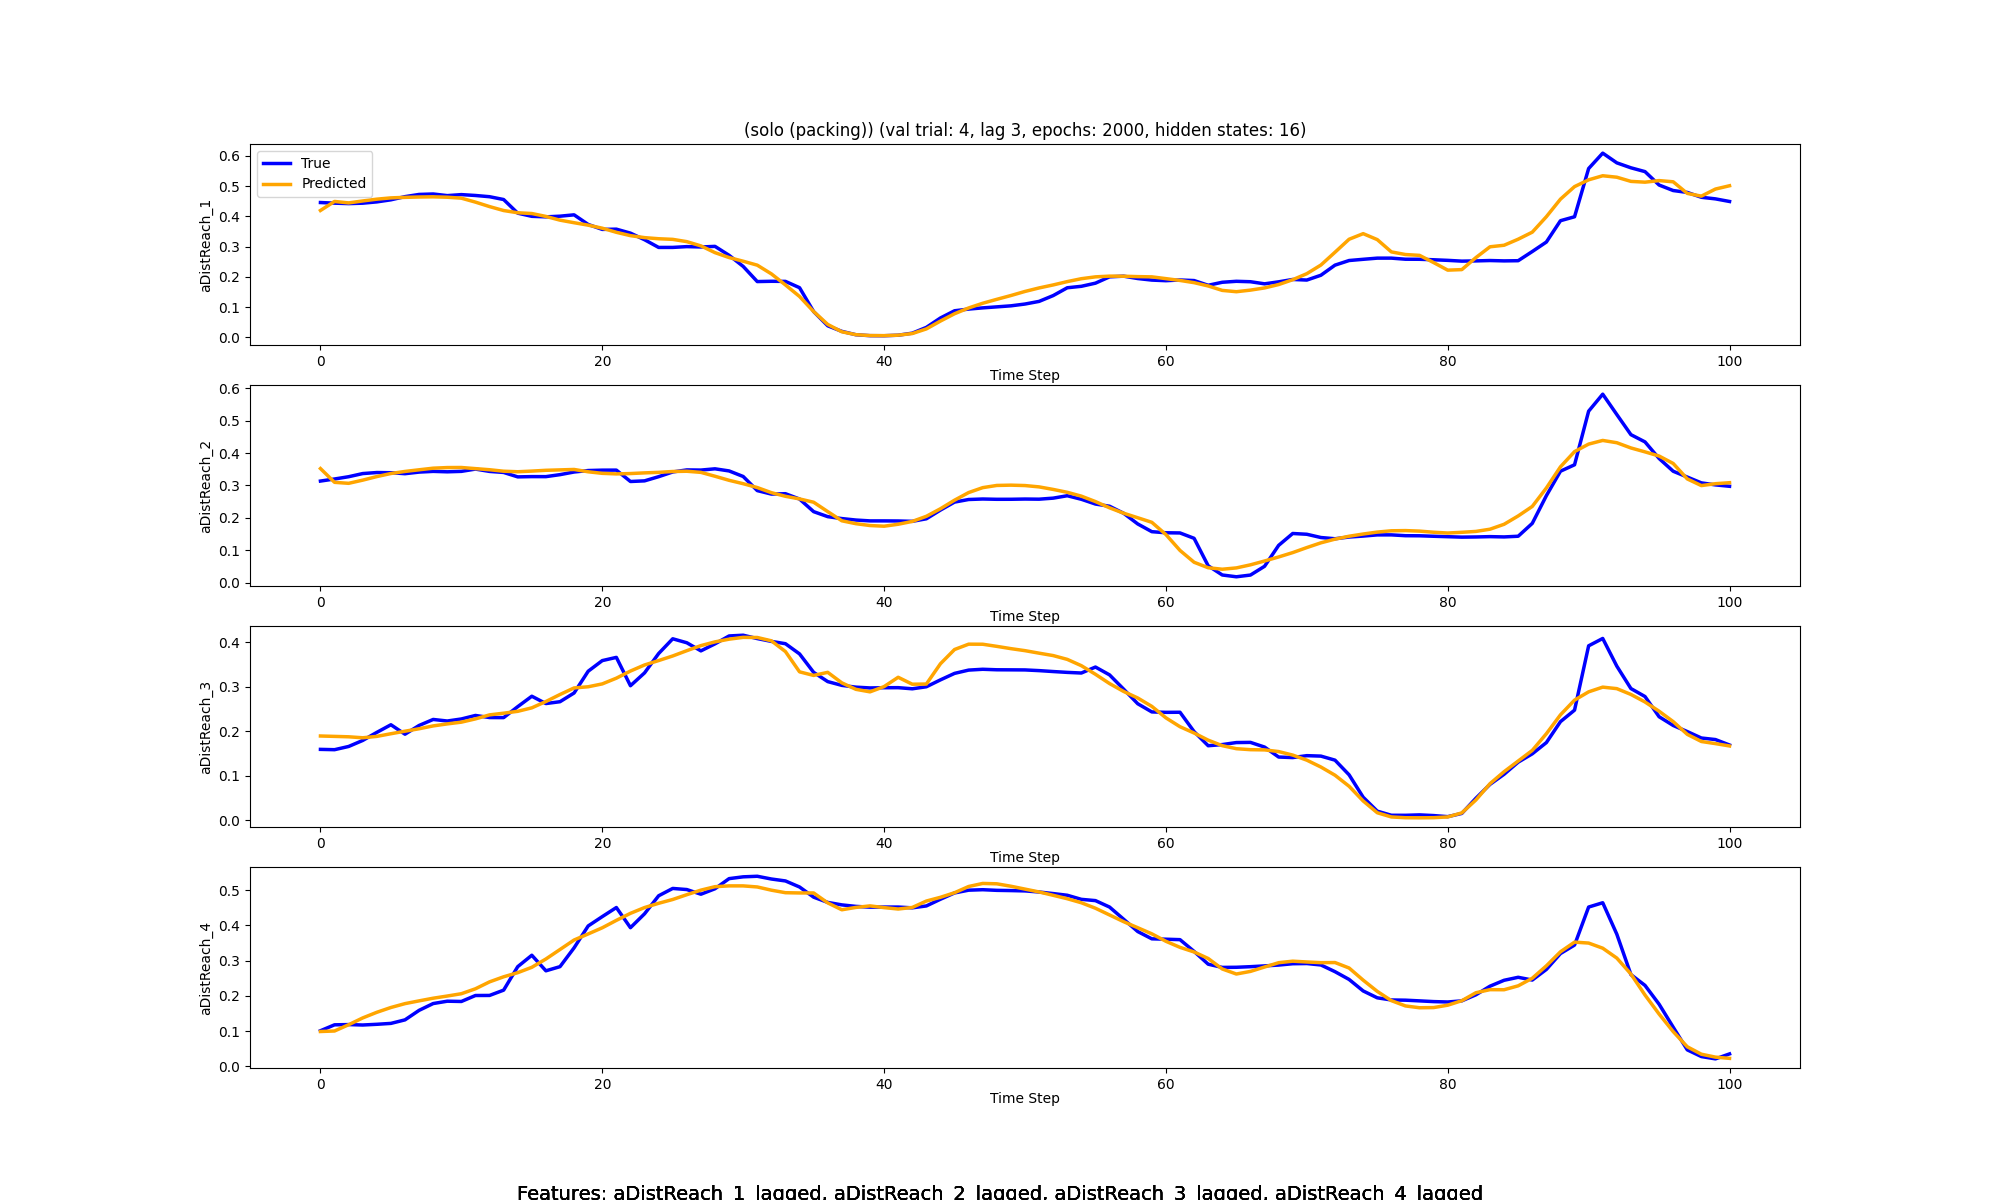 (solo (packing)) (val trial: 4, lag 3, epochs: 2000, hidden states: 16)
True
Predicted
aDistReach_1
0.6
0.5
0.4
0.3
0.2
0.1
0.0
0 20 40 60 80 100
Time Step
aDistReach_2
0.6
0.5
0.4
0.3
0.2
0.1
0.0
0 20 40 60 80 100
Time Step
aDistReach_3
0.4
0.3
0.2
0.1
0.0
0 20 40 60 80 100
Time Step
aDistReach_4
0.5
0.4
0.3
0.2
0.1
0.0
0 20 40 60 80 100
Time Step
Features: aDistReach_1_lagged, aDistReach_2_lagged, aDistReach_3_lagged, aDistReach_4_lagged